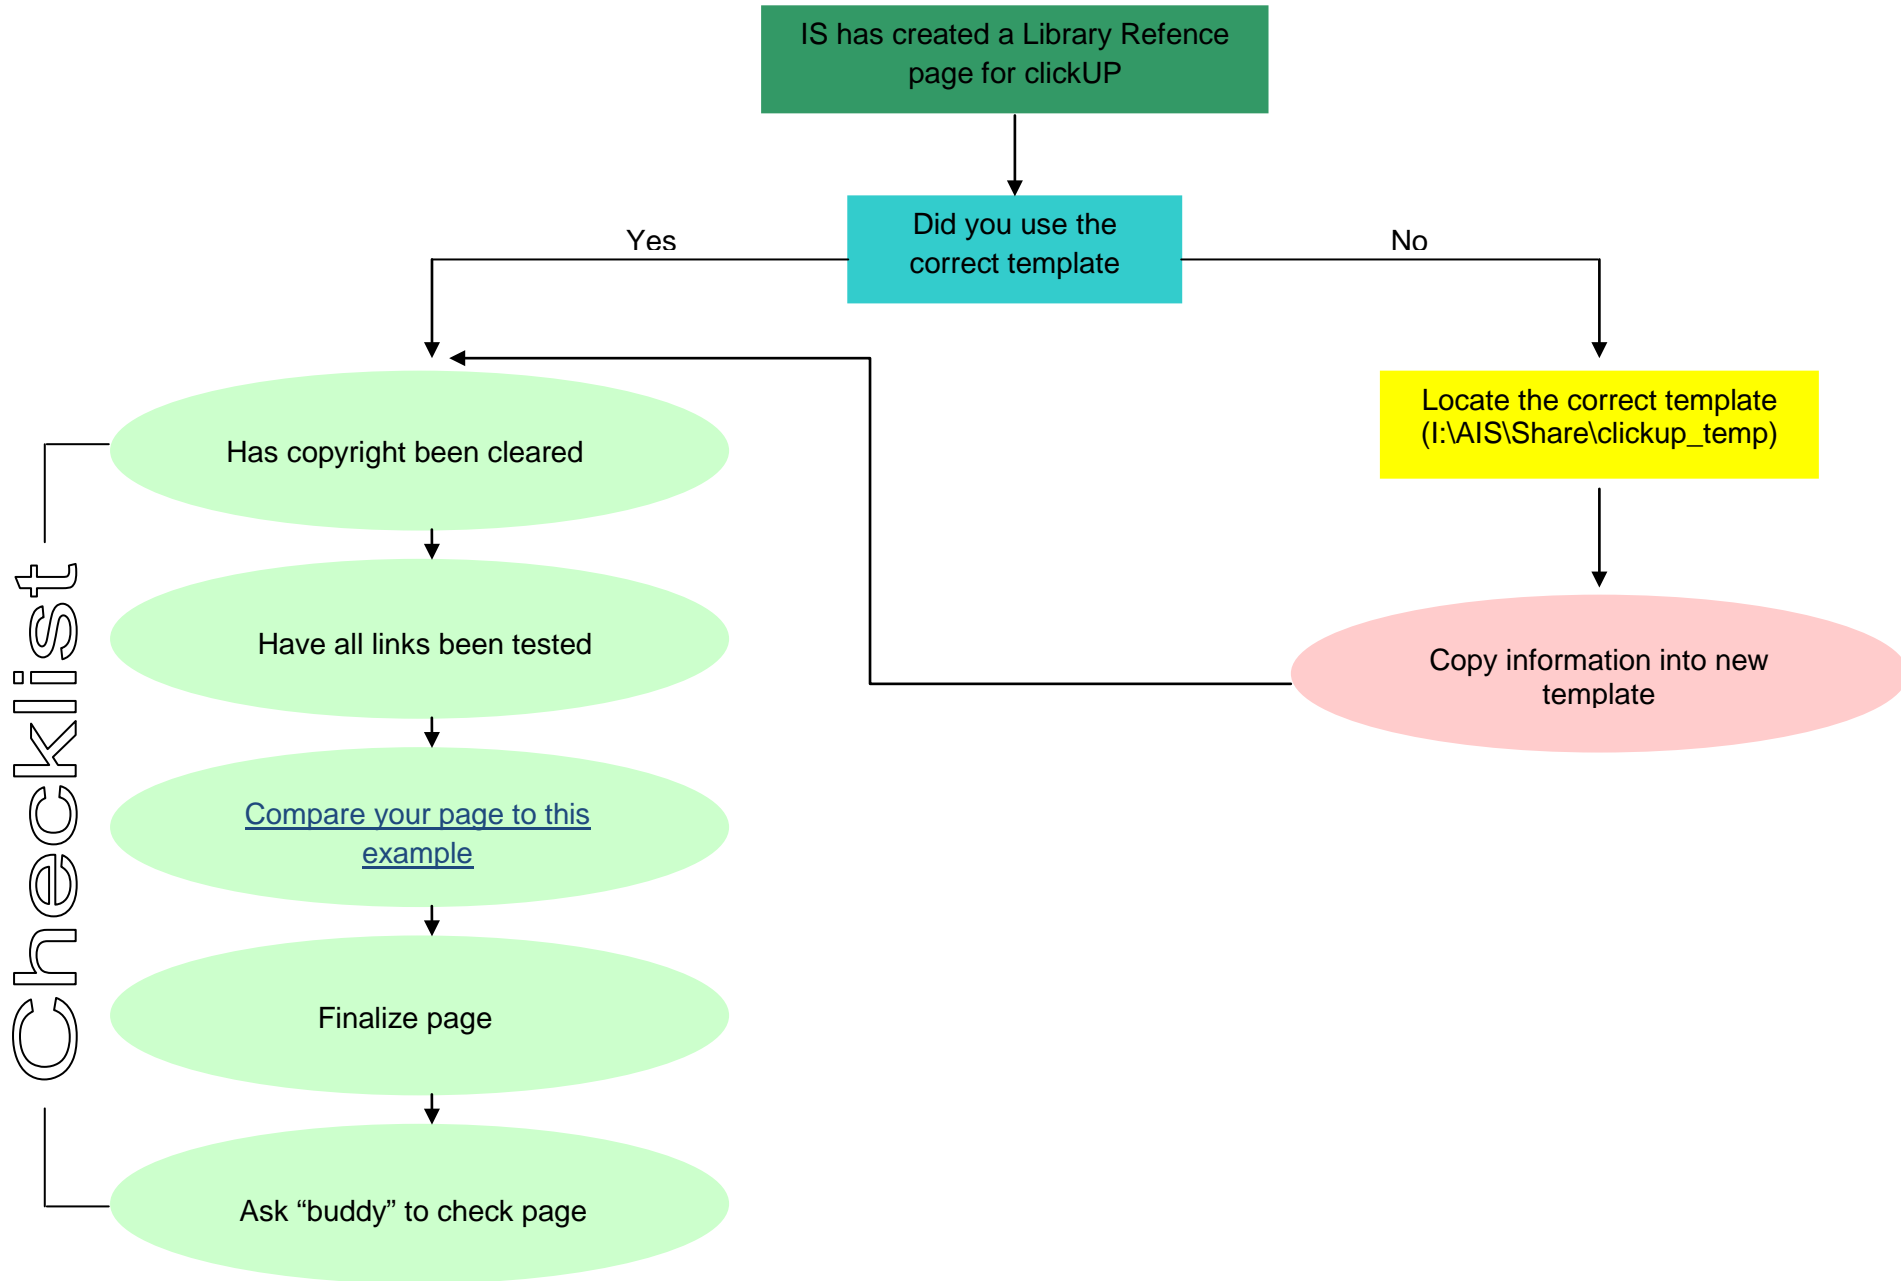 IS has created a Library Refence
page for clickUP
Did you use the
correct template
Yes
No
Locate the correct template
(I:\AIS\Share\clickup_temp)
Copy information into new
template
Checklist
Has copyright been cleared
Have all links been tested
Compare your page to this
example
Finalize page
Ask “buddy” to check page